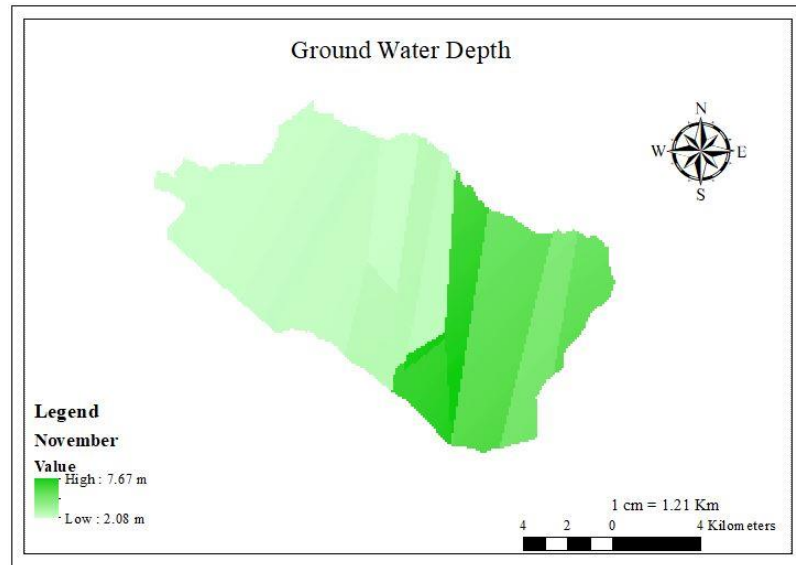 Ground Water Depth
N
W E
S
Legend
November
Value
High : 7.67 m
Low : 2.08 m
1 cm = 1.21 Km
4 2 0 4 Kilometers